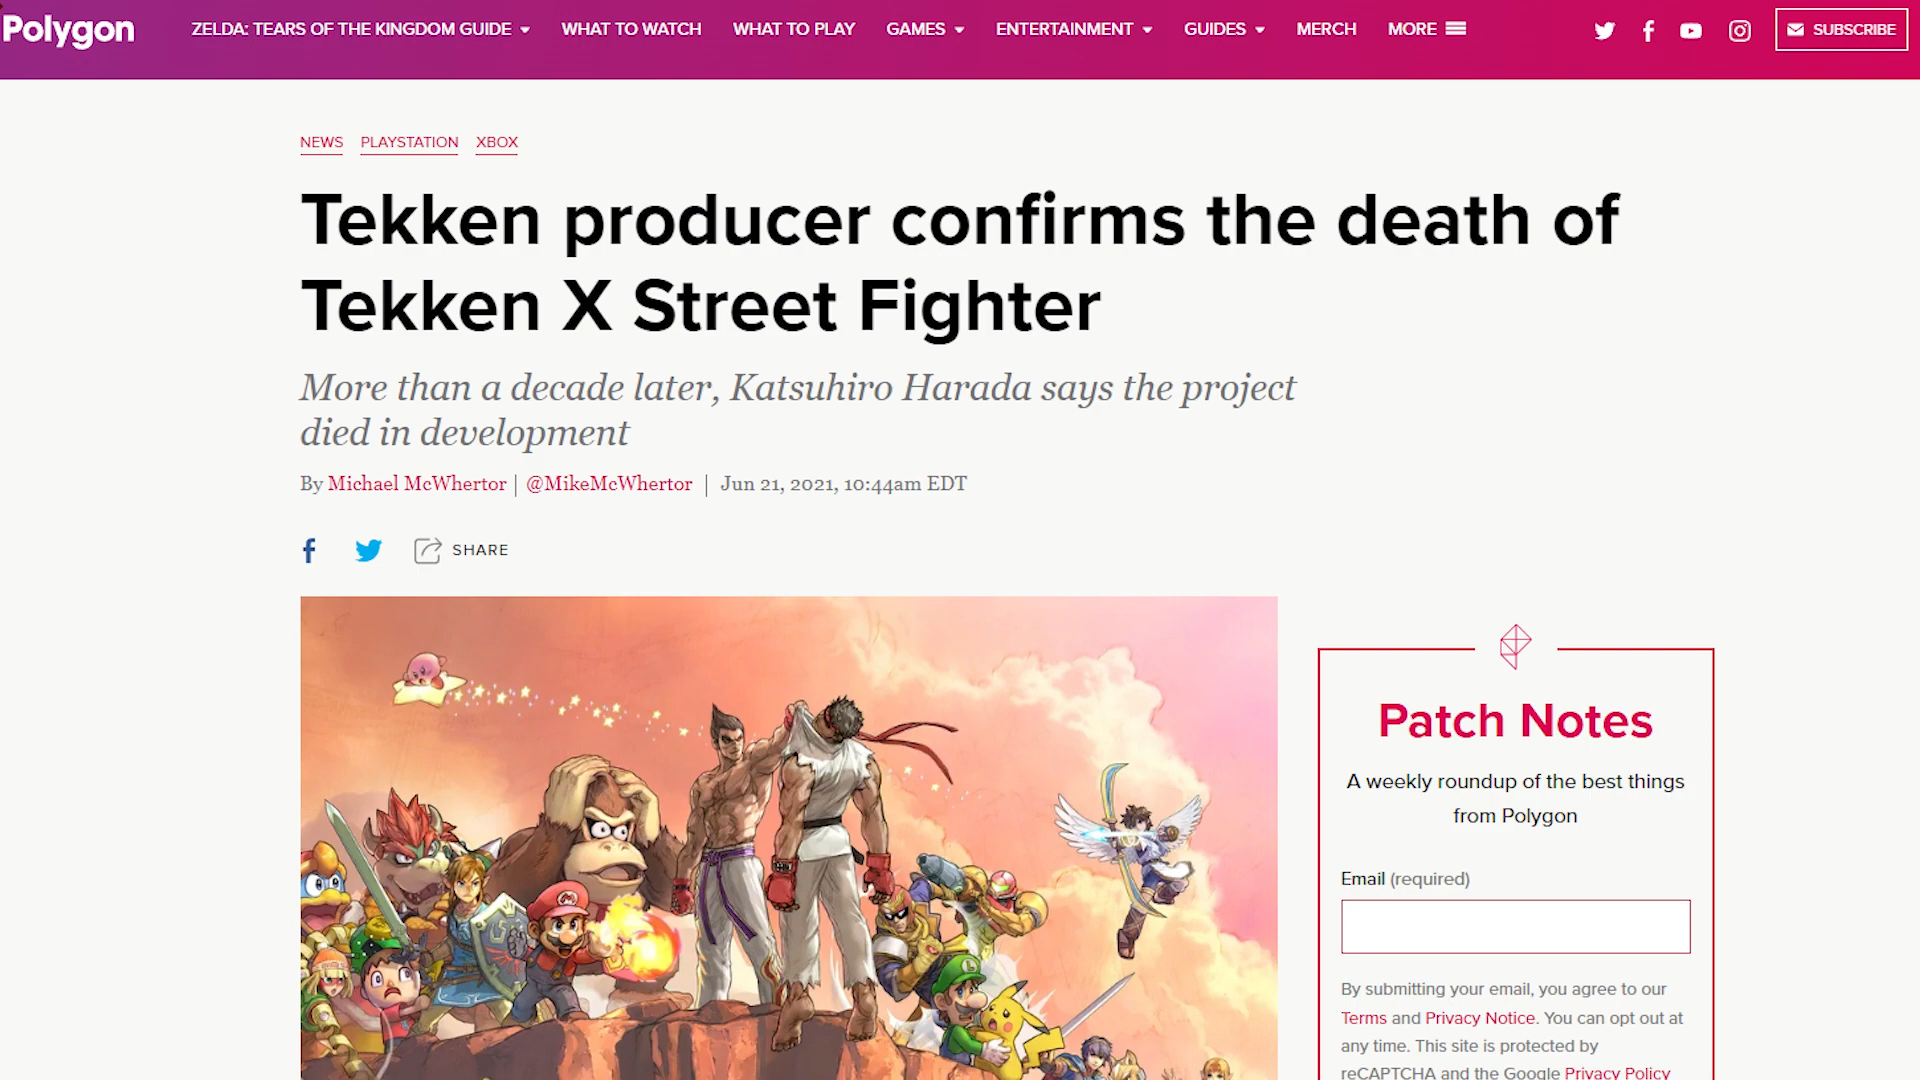 Polygon
ZELDA: TEARS OF THE KINGDOM GUIDE
WHAT TO WATCH
WHAT TO PLAY
GAMES
ENTERTAINMENT
GUIDES
MERCH
MORE
SUBSCRIBE
NEWS PLAYSTATION XBOX
Tekken producer confirms the death of
Tekken X Street Fighter
More than a decade later, Katsuhiro Harada says the project
died in development
By Michael McWhertor | @MikeMcWhertor | Jun 21, 2021, 10:44am EDT
SHARE
Patch Notes
A weekly roundup of the best things
from Polygon
Email (required)
By submitting your email, you agree to our
Terms and Privacy Notice. You can opt out at
any time. This site is protected by
reCAPTCHA and the Google Privacy Policy